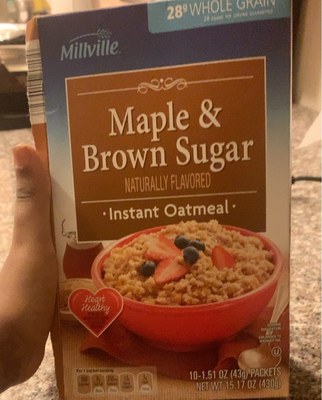 28g WHOLE GRAIN
Millville
Maple &
Brown Sugar
NATURALLY FLAVORED
· Instant Oatmeal ·
Heart
Healthy
10-1.51 OZ (43g) PACKETS
NET WT 15.17 OZ (430g)